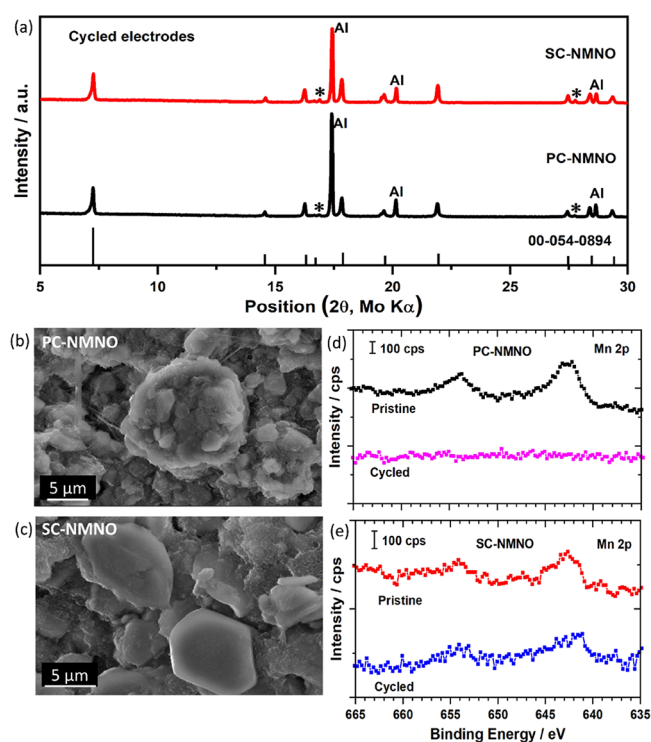 (a)
Cycled electrodes
Al
SC-NMNO
*
Al
*
Al
Al
PC-NMNO
*
Al
*
Al
00-054-0894
Intensity / a.u.
5 10 15 20 25 30
Position (2θ, Mo Kα)
(b) PC-NMNO
5 μm
(c) SC-NMNO
5 μm
(d)
100 cps PC-NMNO Mn 2p
Pristine
Cycled
Intensity / cps
(e)
100 cps SC-NMNO Mn 2p
Pristine
Cycled
Intensity / cps
665 660 655 650 645 640 635
Binding Energy / eV